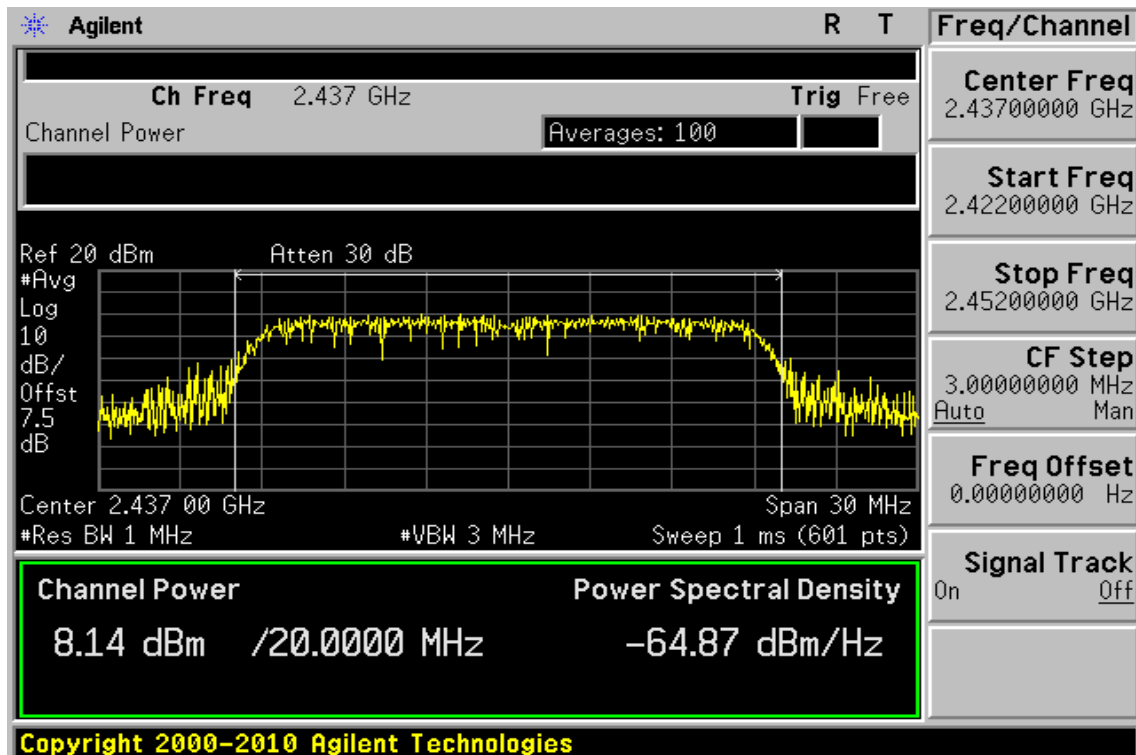 Agilent R T Freq/Channel
Ch Freq 2.437 GHz Trig Free
Channel Power Averages: 100
Ref 20 dBm Atten 30 dB
#Avg
Log
10
dB/
Offst
7.5
dB
Center 2.437 00 GHz Span 30 MHz
#Res BW 1 MHz #VBW 3 MHz Sweep 1 ms (601 pts)
Channel Power Power Spectral Density
8.14 dBm /20.0000 MHz -64.87 dBm/Hz
Copyright 2000-2010 Agilent Technologies
Center Freq
2.43700000 GHz
Start Freq
2.42200000 GHz
Stop Freq
2.45200000 GHz
CF Step
3.00000000 MHz
Auto Man
Freq Offset
0.00000000 Hz
Signal Track
On Off